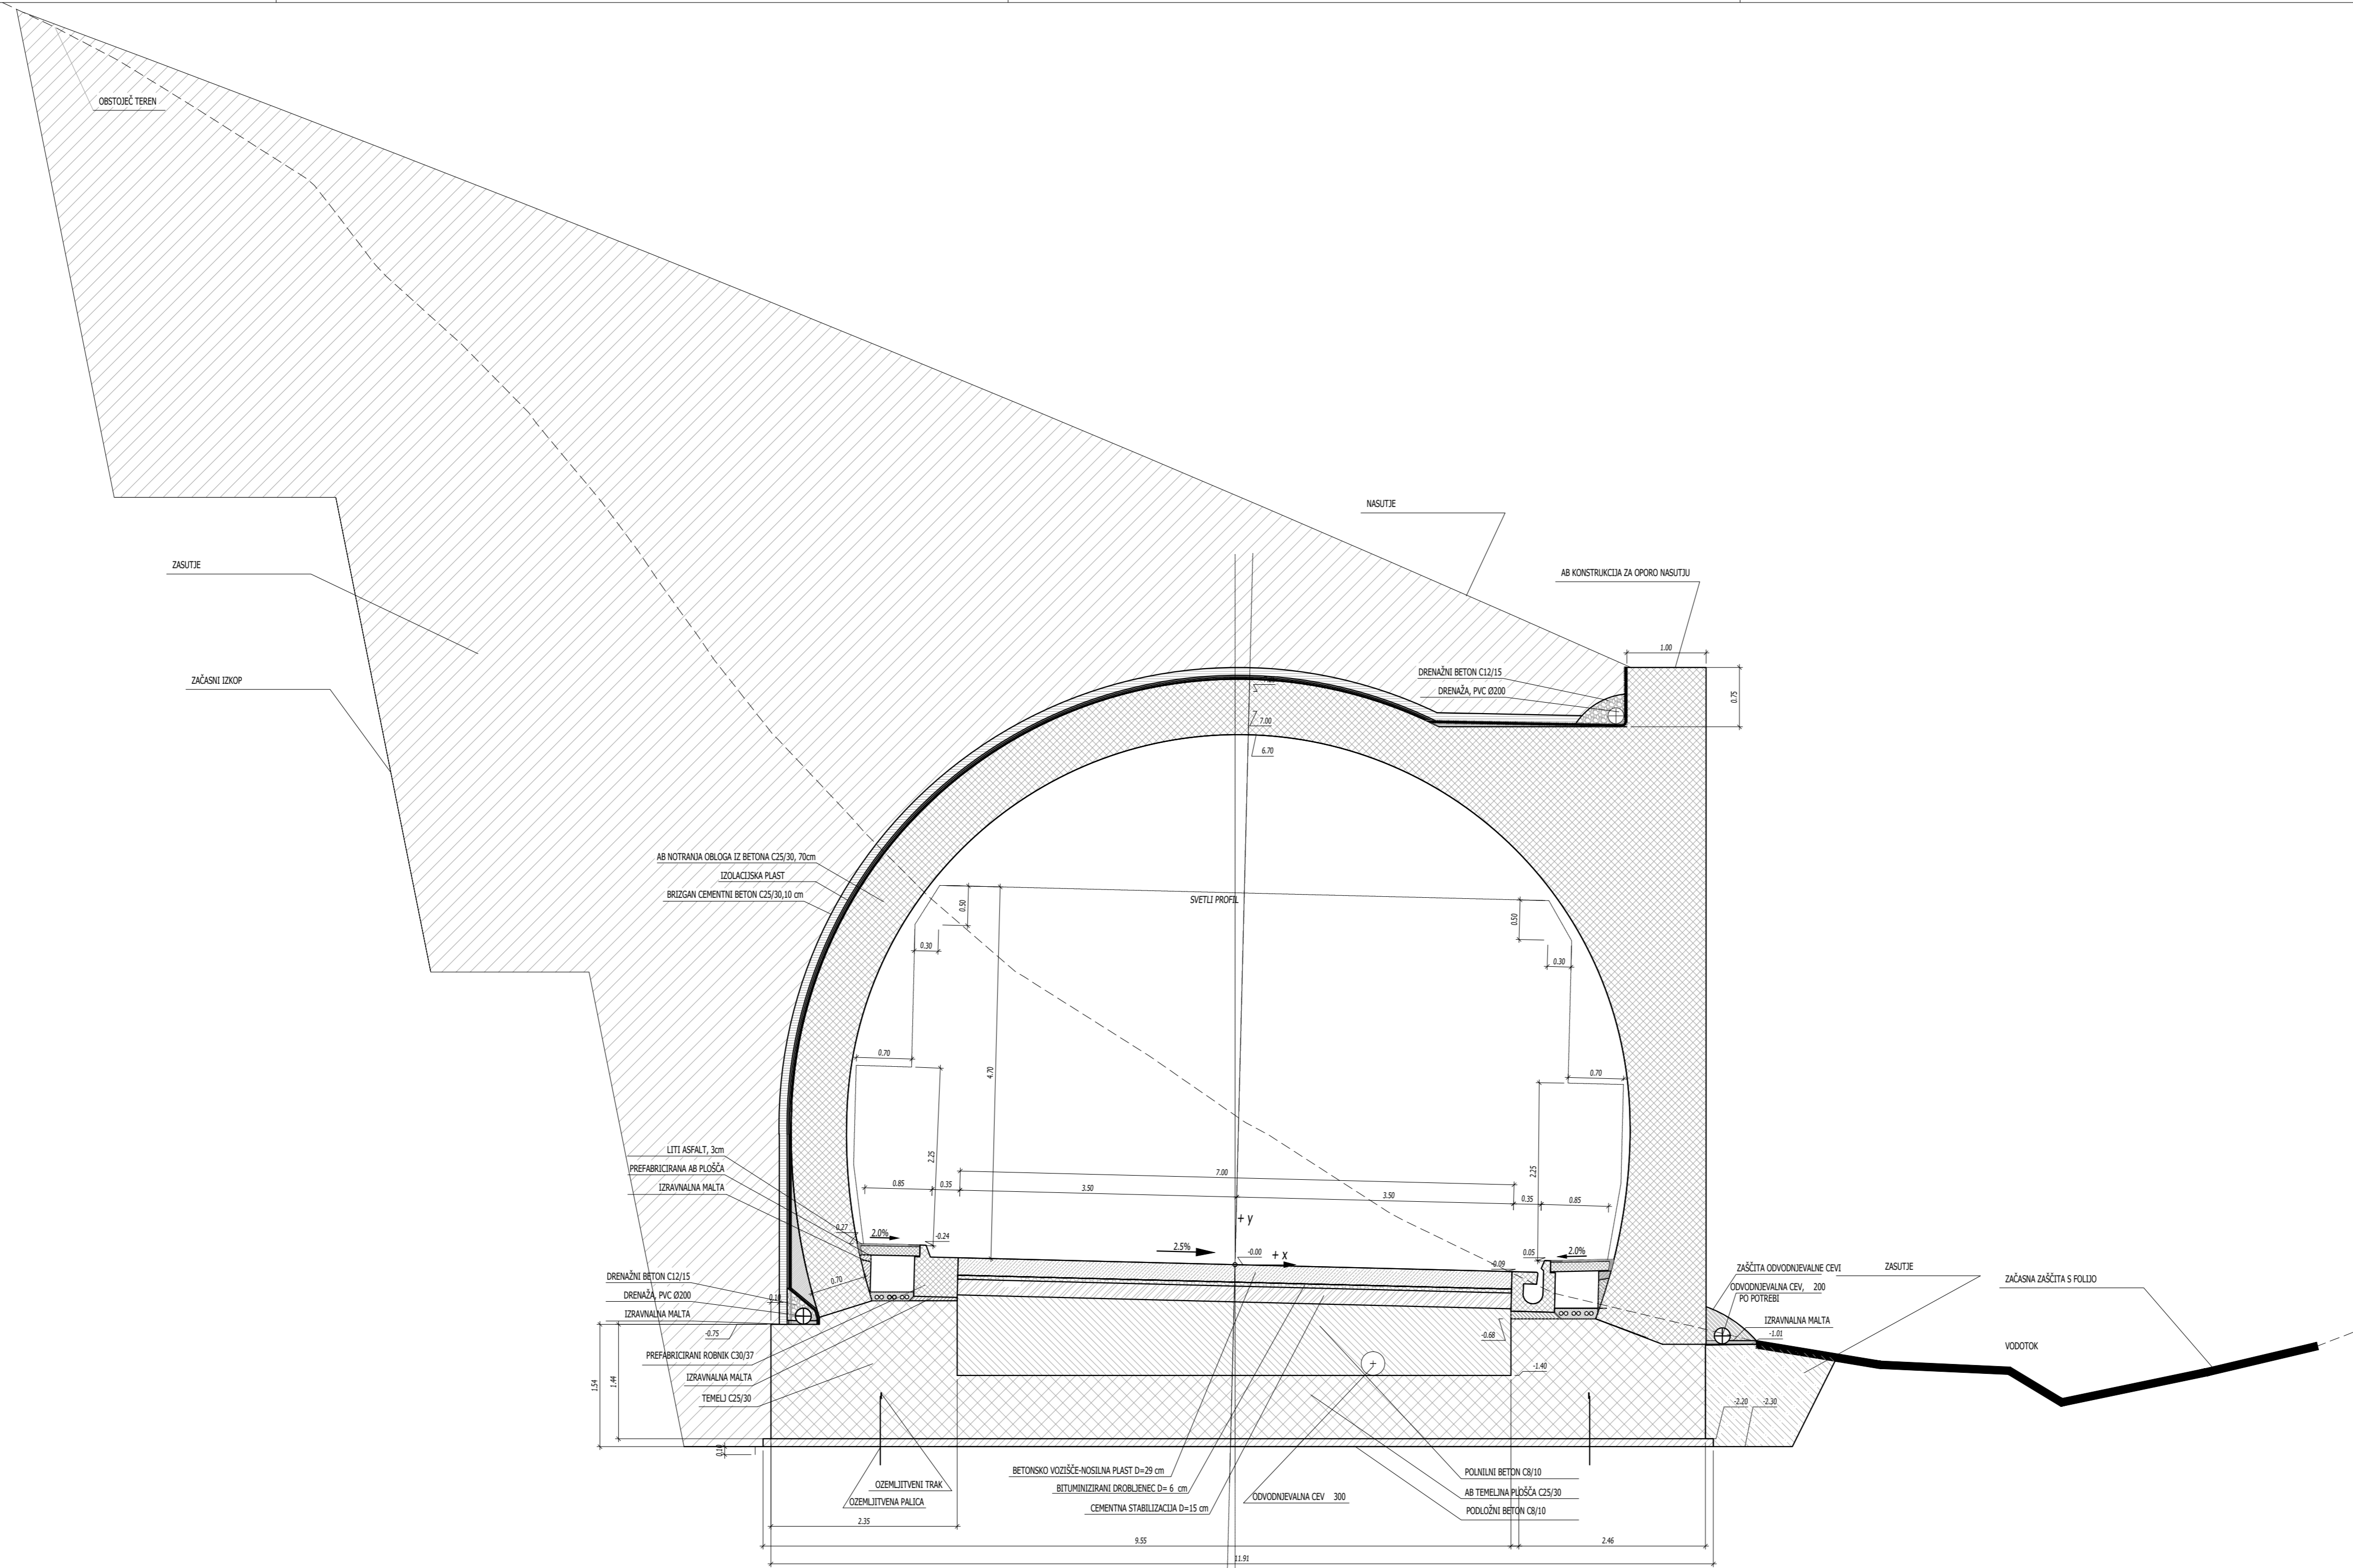 OBSTOJEČ TEREN
NASUTJE
ZASUTJE
AB KONSTRUKCIJA ZA OPORO NASUTJU
1.00
DRENAŽNI BETON C12/15
ZAČASNI IZKOP
DRENAŽA, PVC Ø200
0.75
7.00
6.70
AB NOTRANJA OBLOGA IZ BETONA C25/30, 70cm
IZOLACIJSKA PLAST
BRIZGAN CEMENTNI BETON C25/30,10 cm
SVETLI PROFIL
0.50
0.50
0.30
0.30
0.70
4.70
0.70
LITI ASFALT, 3cm
2.25
2.25
PREFABRICIRANA AB PLOŠČA
7.00
IZRAVNALNA MALTA
0.85
0.35
3.50
3.50
0.35
0.85
+ y
0.27
2.0%
-0.24
2.5%
-0.00
+ x
0.05
2.0%
-0.09
DRENAŽNI BETON C12/15
0.70
ZAŠČITA ODVODNJEVALNE CEVI
ZASUTJE
ZAČASNA ZAŠČITA S FOLIJO
DRENAŽA, PVC Ø200
0.10
ODVODNJEVALNA CEV, 200
PO POTREBI
IZRAVNALNA MALTA
IZRAVNALNA MALTA
-0.75
-0.68
-1.01
VODOTOK
PREFABRICIRANI ROBNIK C30/37
-1.40
IZRAVNALNA MALTA
1.54
1.44
TEMELJ C25/30
-2.20
-2.30
0.10
BETONSKO VOZIŠČE-NOSILNA PLAST D=29 cm
POLNILNI BETON C8/10
OZEMLJITVENI TRAK
BITUMINIZIRANI DROBLJENEC D= 6 cm
AB TEMELJNA PLOŠČA C25/30
OZEMLJITVENA PALICA
ODVODNJEVALNA CEV 300
CEMENTNA STABILIZACIJA D=15 cm
PODLOŽNI BETON C8/10
2.35
9.55
2.46
11.91